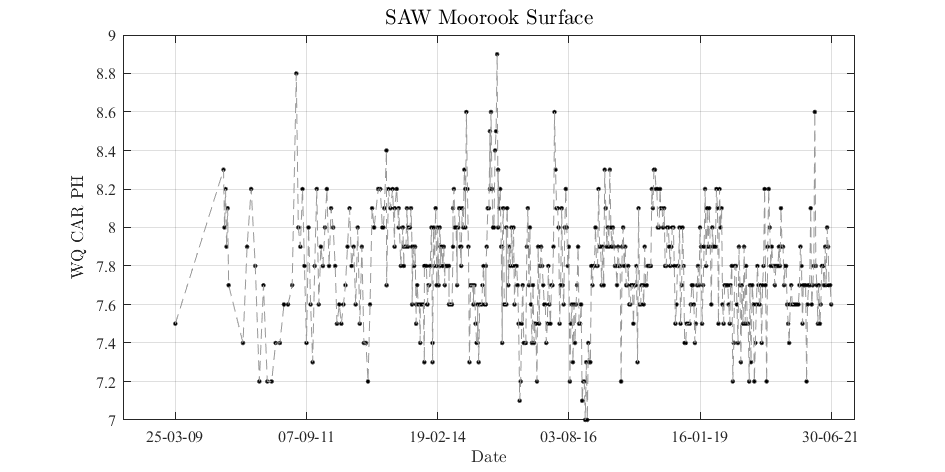 SAW Moorook Surface
WQ CAR PH
9
8.8
8.6
8.4
8.2
8
7.8
7.6
7.4
7.2
7
25-03-09 07-09-11 19-02-14 03-08-16 16-01-19 30-06-21
Date